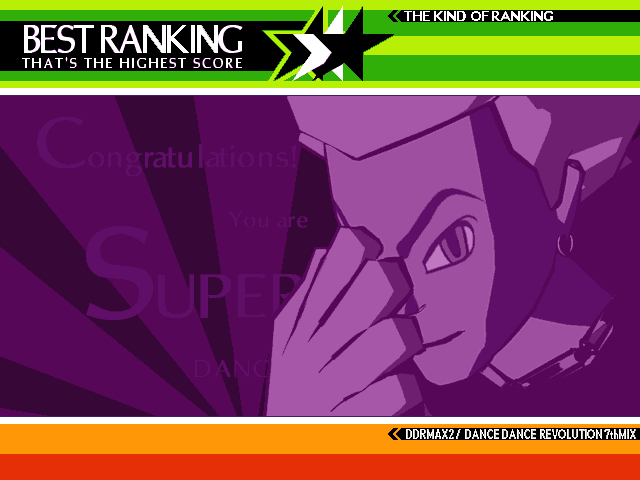 BEST RANKING
THAT'S THE HIGHEST SCORE
THE KIND OF RANKING
Congratulations!
You are
SUPER
DANC
DDRMAX2 / DANCE DANCE REVOLUTION 7thMIX